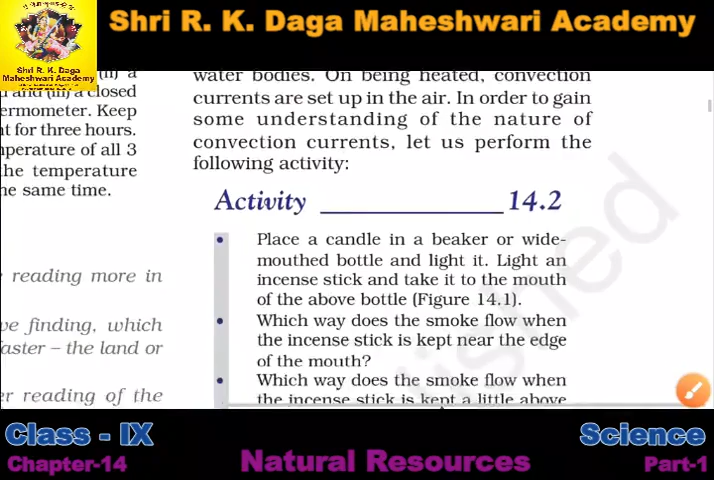 Shri R. K. Daga Maheshwari Academy
Shri R. K. Daga
Maheshwari Academy
(ii) a
and (iii) a closed
ermometer. Keep
nt for three hours.
mperature of all 3
the temperature
he same time.
reading more in
ve finding, which
faster – the land or
er reading of the
water bodies. On being heated, convection
currents are set up in the air. In order to gain
some understanding of the nature of
convection currents, let us perform the
following activity:
Activity ______________ 14.2
• Place a candle in a beaker or wide-
mouthed bottle and light it. Light an
incense stick and take it to the mouth
of the above bottle (Figure 14.1).
• Which way does the smoke flow when
the incense stick is kept near the edge
of the mouth?
• Which way does the smoke flow when
the incense stick is kept a little above
Class - IX
Science
Chapter-14
Natural Resources
Part-1